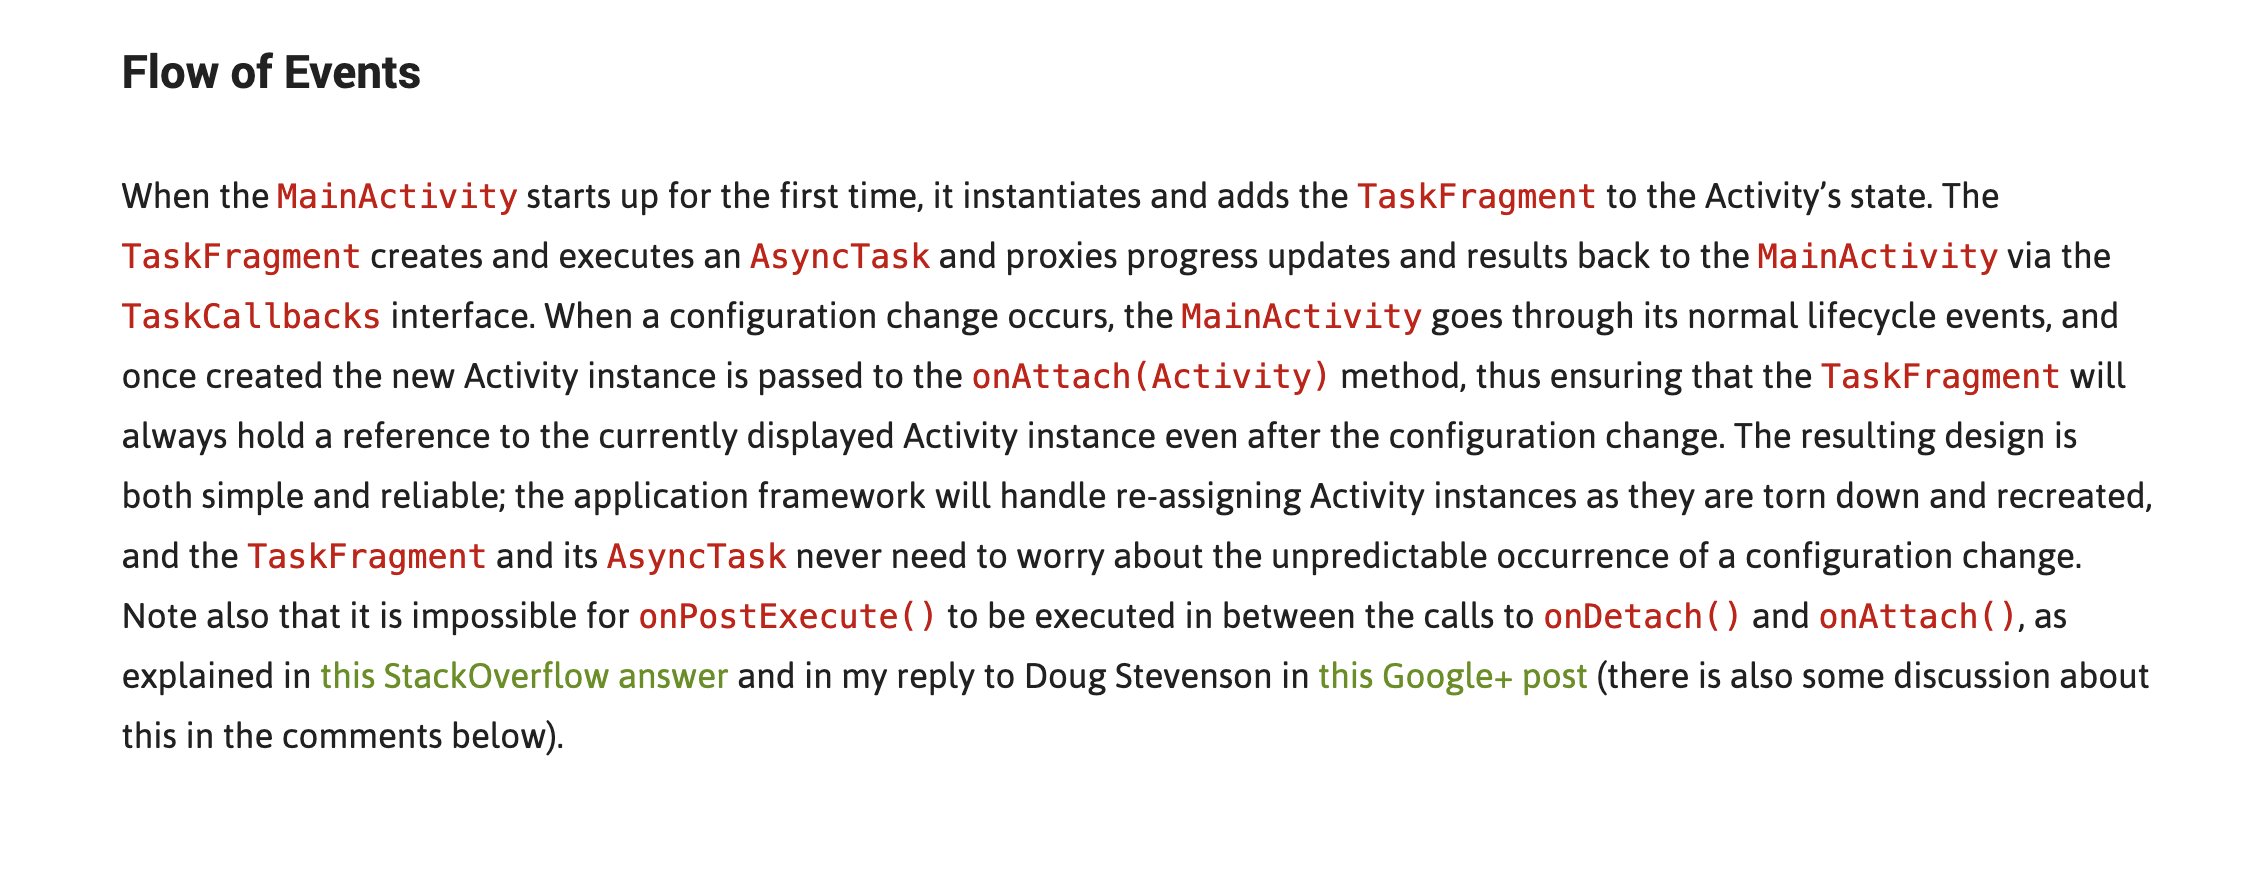 Flow of Events
When the MainActivity starts up for the first time, it instantiates and adds the TaskFragment to the Activity’s state. The
TaskFragment creates and executes an AsyncTask and proxies progress updates and results back to the MainActivity via the
TaskCallbacks interface. When a configuration change occurs, the MainActivity goes through its normal lifecycle events, and
once created the new Activity instance is passed to the onAttach(Activity) method, thus ensuring that the TaskFragment will
always hold a reference to the currently displayed Activity instance even after the configuration change. The resulting design is
both simple and reliable; the application framework will handle re-assigning Activity instances as they are torn down and recreated,
and the TaskFragment and its AsyncTask never need to worry about the unpredictable occurrence of a configuration change.
Note also that it is impossible for onPostExecute() to be executed in between the calls to onDetach() and onAttach(), as
explained in this StackOverflow answer and in my reply to Doug Stevenson in this Google+ post (there is also some discussion about
this in the comments below).